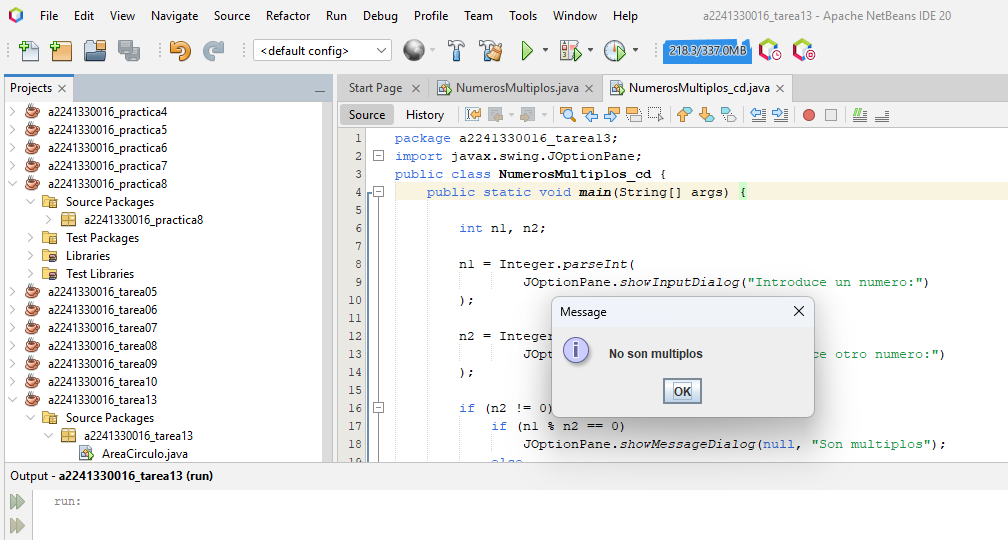 File Edit View Navigate Source Refactor Run Debug Profile Team Tools Window Help a2241330016_tarea13 - Apache NetBeans IDE 20
<default config> 218.3/337.0MB
Projects Start Page NumerosMultiplos.java NumerosMultiplos_cd.java
Source History
a2241330016_practica4
a2241330016_practica5
a2241330016_practica6
a2241330016_practica7
a2241330016_practica8
Source Packages
a2241330016_practica8
Test Packages
Libraries
Test Libraries
a2241330016_tarea05
a2241330016_tarea06
a2241330016_tarea07
a2241330016_tarea08
a2241330016_tarea09
a2241330016_tarea10
a2241330016_tarea13
Source Packages
a2241330016_tarea13
AreaCirculo.java
1 package a2241330016_tarea13;
2 import javax.swing.JOptionPane;
3 public class NumerosMultiplos_cd {
4 public static void main(String[] args) {
5
6 int n1, n2;
7
8 n1 = Integer.parseInt(
9 JOptionPane.showInputDialog("Introduce un numero:")
10 );
11
12 n2 = Integer
13 JOpt ce otro numero:")
14 );
15
16 if (n2 != 0)
17 if (n1 % n2 == 0)
18 JOptionPane.showMessageDialog(null, "Son multiplos");
19 else
Message
No son multiplos
OK
Output - a2241330016_tarea13 (run)
run: